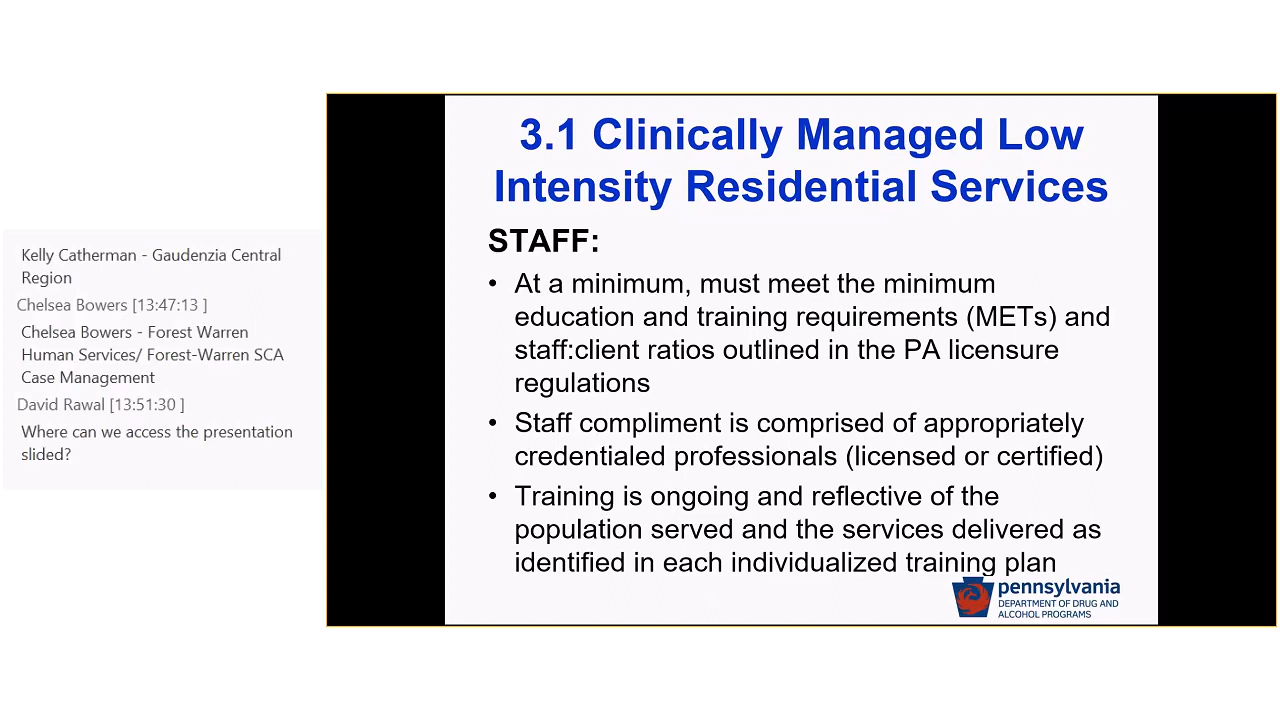 Kelly Catherman - Gaudenzia Central
Region
Chelsea Bowers [13:47:13 ]
Chelsea Bowers - Forest Warren
Human Services/ Forest-Warren SCA
Case Management
David Rawal [13:51:30 ]
Where can we access the presentation
slided?
3.1 Clinically Managed Low
Intensity Residential Services
STAFF:
• At a minimum, must meet the minimum
education and training requirements (METs) and
staff:client ratios outlined in the PA licensure
regulations
• Staff compliment is comprised of appropriately
credentialed professionals (licensed or certified)
• Training is ongoing and reflective of the
population served and the services delivered as
identified in each individualized training plan
pennsylvania
DEPARTMENT OF DRUG AND
ALCOHOL PROGRAMS